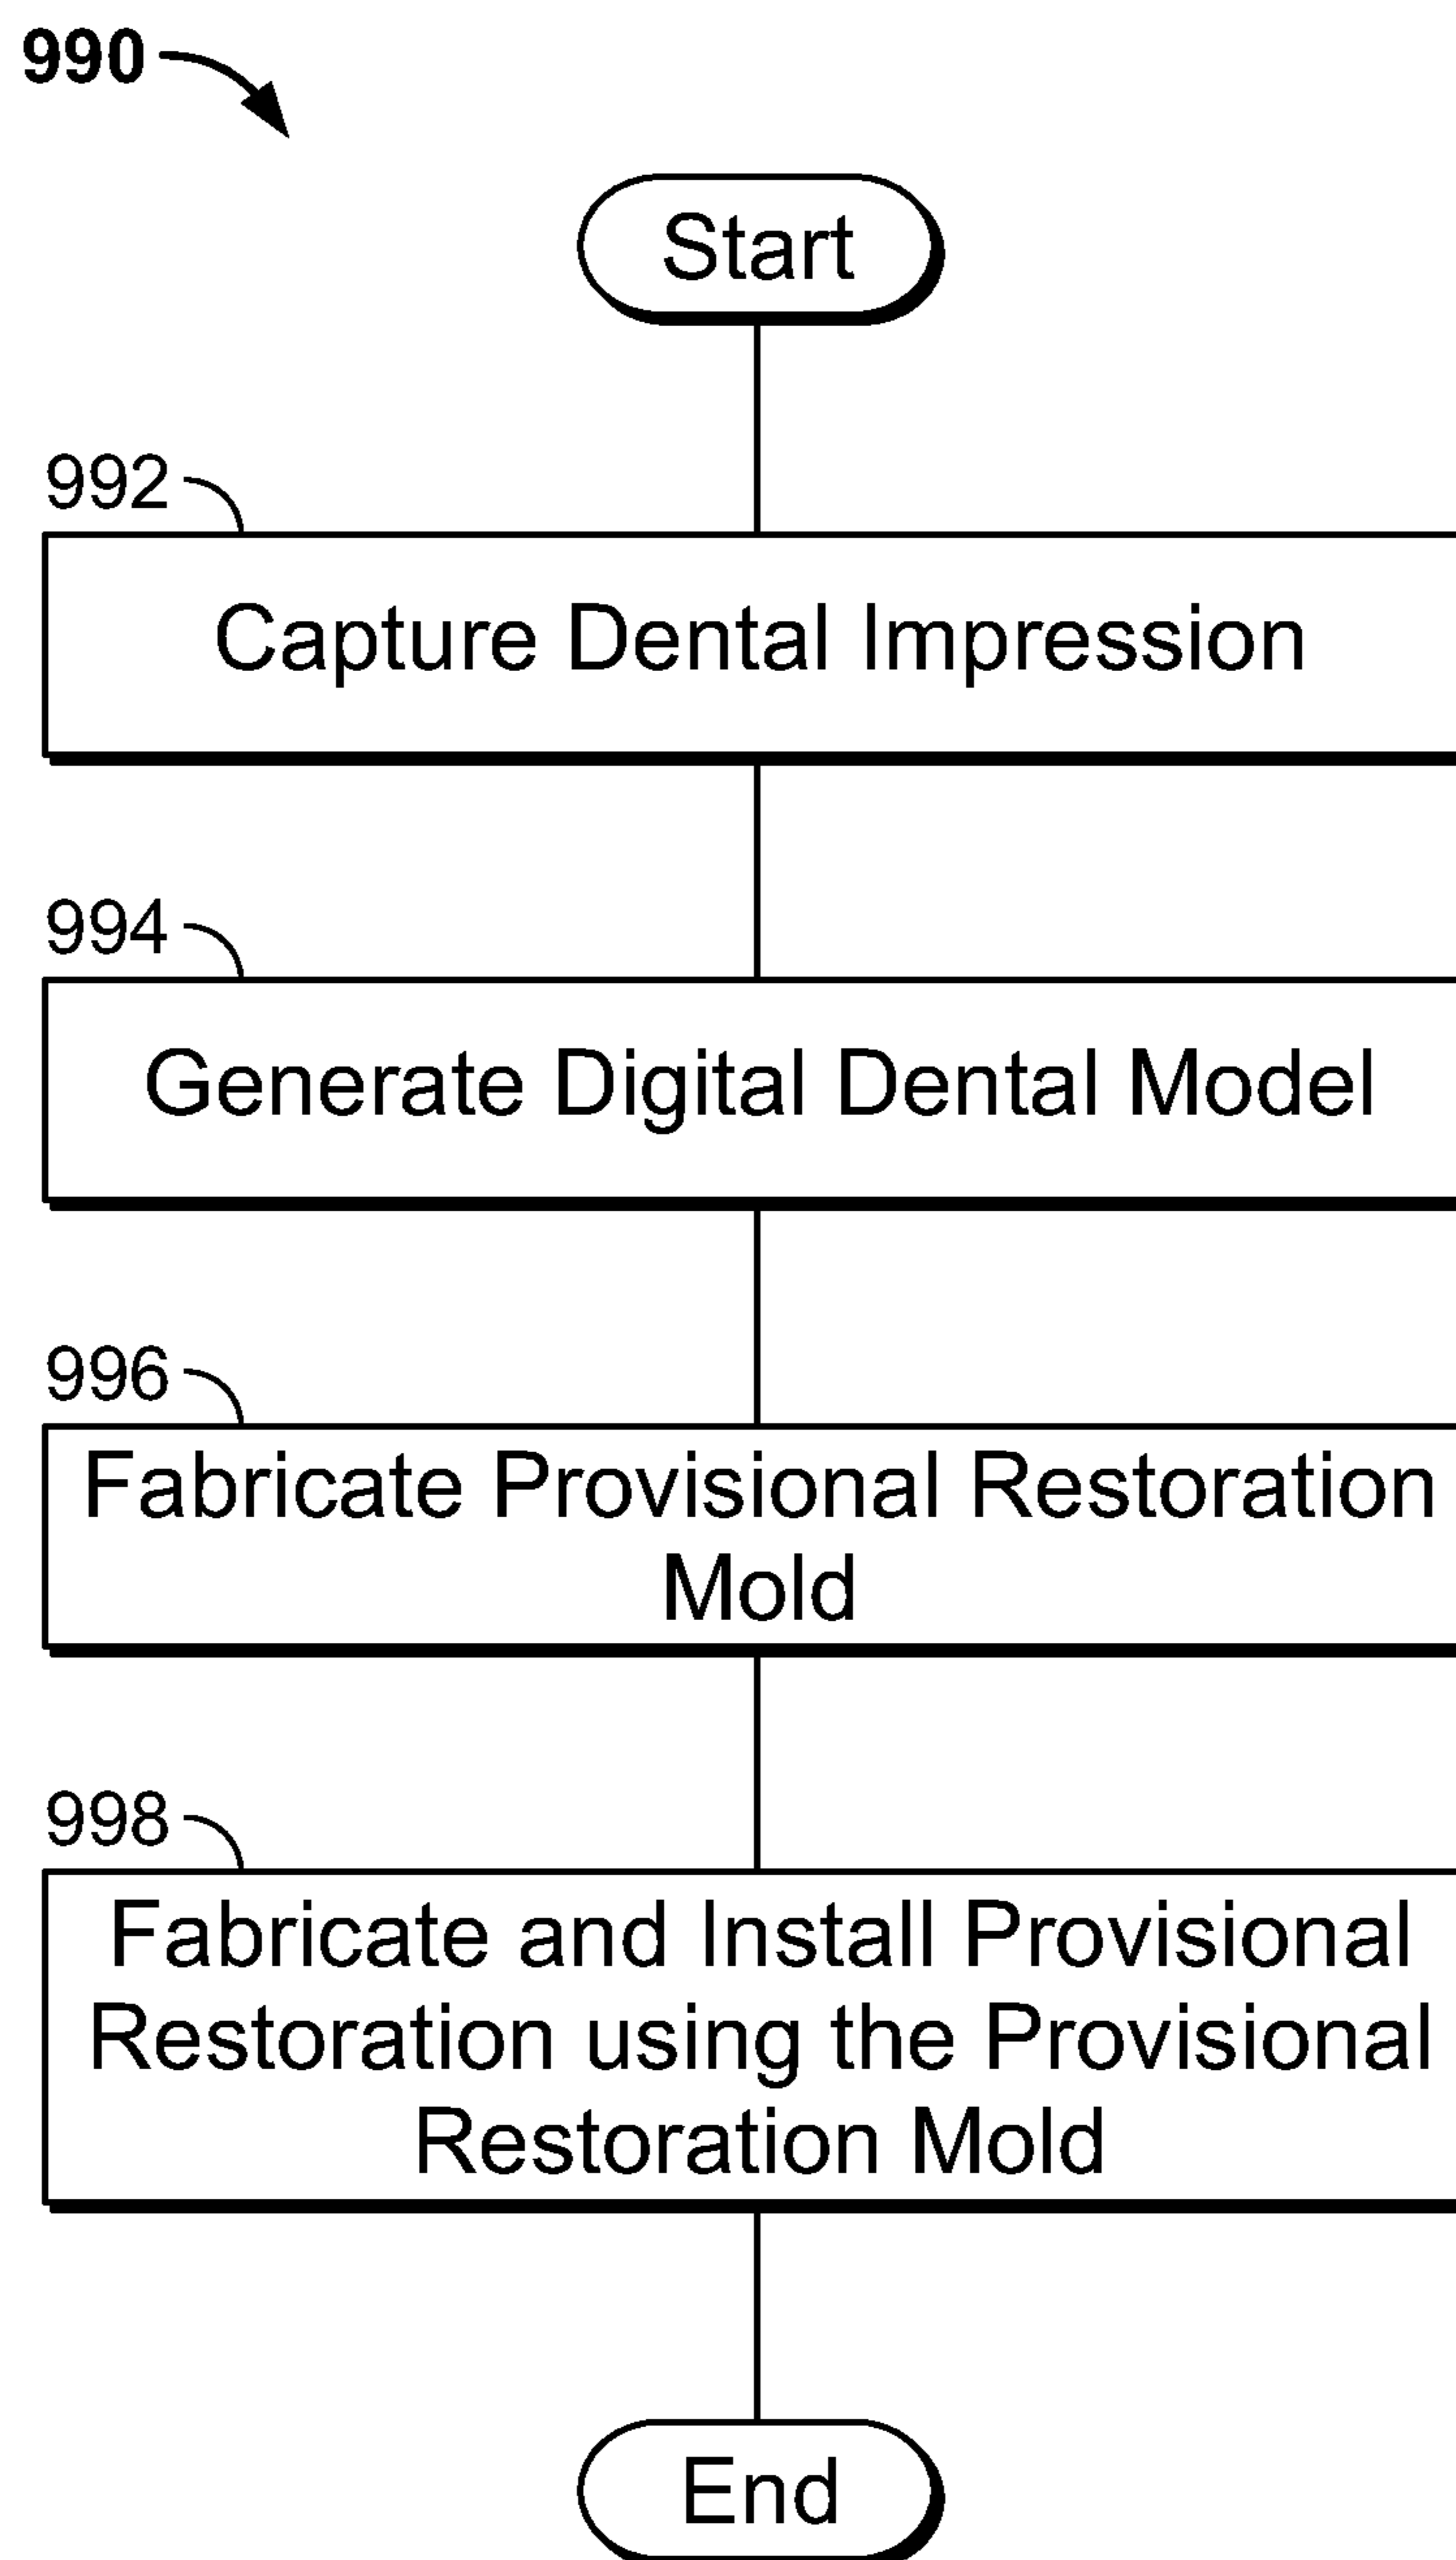 990
Start
992
Capture Dental Impression
994
Generate Digital Dental Model
996
Fabricate Provisional Restoration
Mold
998
Fabricate and Install Provisional
Restoration using the Provisional
Restoration Mold
End